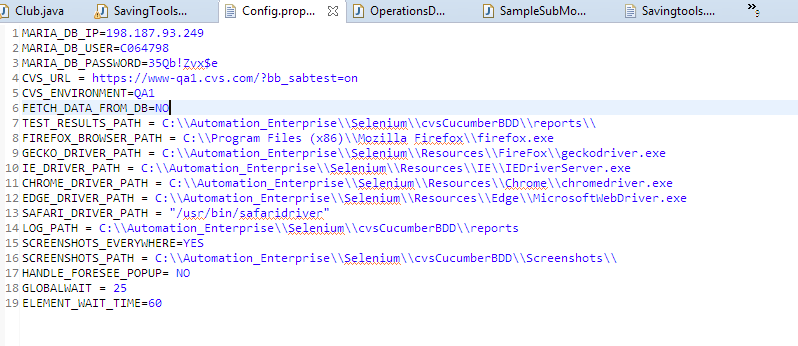 Club.java SavingTools... Config.prop... OperationsD... SampleSubMo... Savingtools.... 3
1 MARIA_DB_IP=198.187.93.249
2 MARIA_DB_USER=C064798
3 MARIA_DB_PASSWORD=35Qb!Zvx$e
4 CVS_URL = https://www-qa1.cvs.com/?bb_sabtest=on
5 CVS_ENVIRONMENT=QA1
6 FETCH_DATA_FROM_DB=NO
7 TEST_RESULTS_PATH = C:\\Automation_Enterprise\\Selenium\\cvsCucumberBDD\\reports\\
8 FIREFOX_BROWSER_PATH = C:\\Program Files (x86)\\Mozilla Firefox\\firefox.exe
9 GECKO_DRIVER_PATH = C:\\Automation_Enterprise\\Selenium\\Resources\\FireFox\\geckodriver.exe
10 IE_DRIVER_PATH = C:\\Automation_Enterprise\\Selenium\\Resources\\IE\\IEDriverServer.exe
11 CHROME_DRIVER_PATH = C:\\Automation_Enterprise\\Selenium\\Resources\\Chrome\\chromedriver.exe
12 EDGE_DRIVER_PATH = C:\\Automation_Enterprise\\Selenium\\Resources\\Edge\\MicrosoftWebDriver.exe
13 SAFARI_DRIVER_PATH = "/usr/bin/safaridriver"
14 LOG_PATH = C:\\Automation_Enterprise\\Selenium\\cvsCucumberBDD\\reports
15 SCREENSHOTS_EVERYWHERE=YES
16 SCREENSHOTS_PATH = C:\\Automation_Enterprise\\Selenium\\cvsCucumberBDD\\Screenshots\\
17 HANDLE_FORESEE_POPUP= NO
18 GLOBALWAIT = 25
19 ELEMENT_WAIT_TIME=60